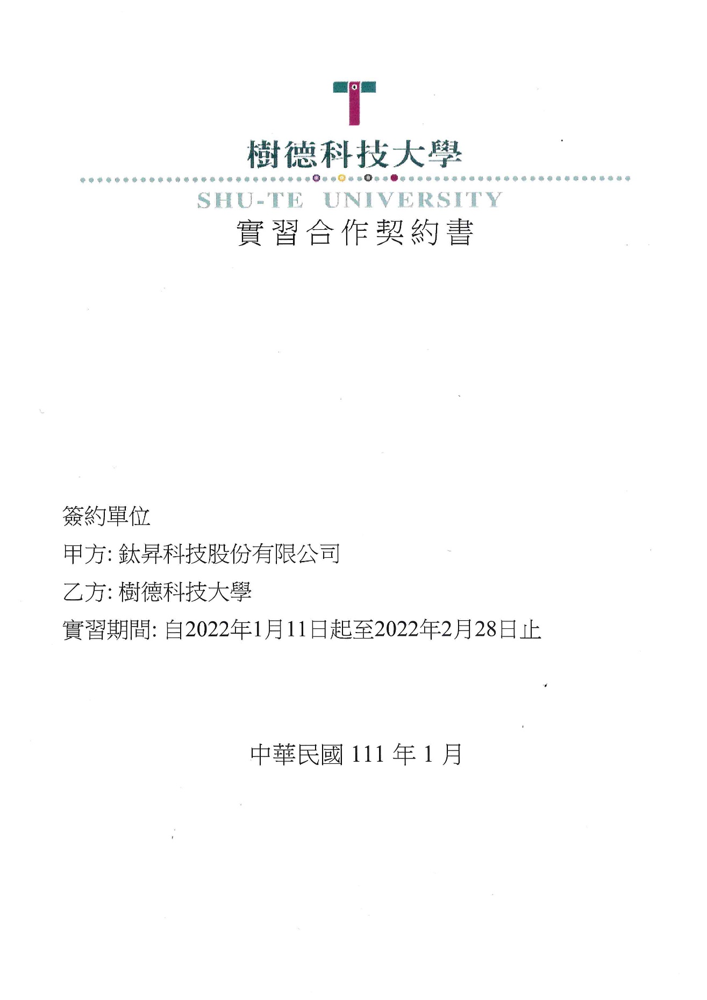 樹德科技大學
SHU-TE UNIVERSITY
實習合作契約書
簽約單位
甲方: 鈦昇科技股份有限公司
乙方: 樹德科技大學
實習期間: 自2022年1月11日起至2022年2月28日止
中華民國 111 年 1 月